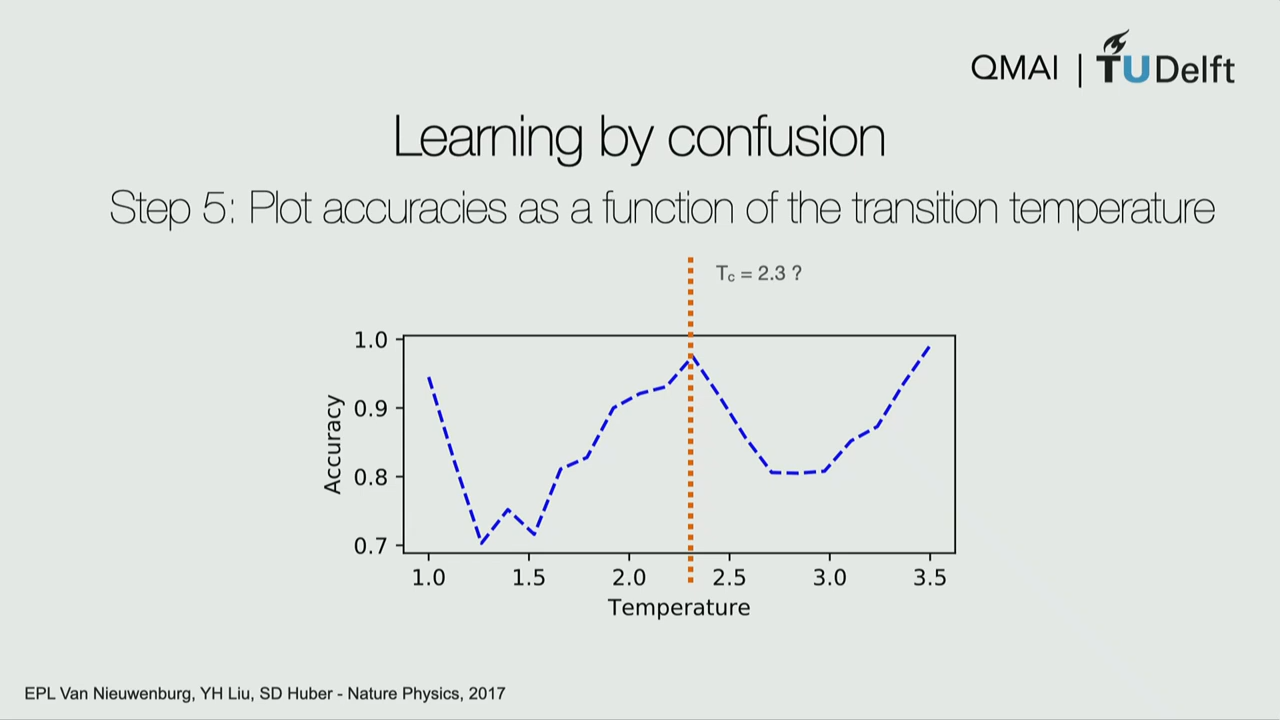 QMAI | TUDelft
Learning by confusion
Step 5: Plot accuracies as a function of the transition temperature
Tc = 2.3 ?
1.0
0.9
0.8
0.7
Accuracy
1.0 1.5 2.0 2.5 3.0 3.5
Temperature
EPL Van Nieuwenburg, YH Liu, SD Huber - Nature Physics, 2017